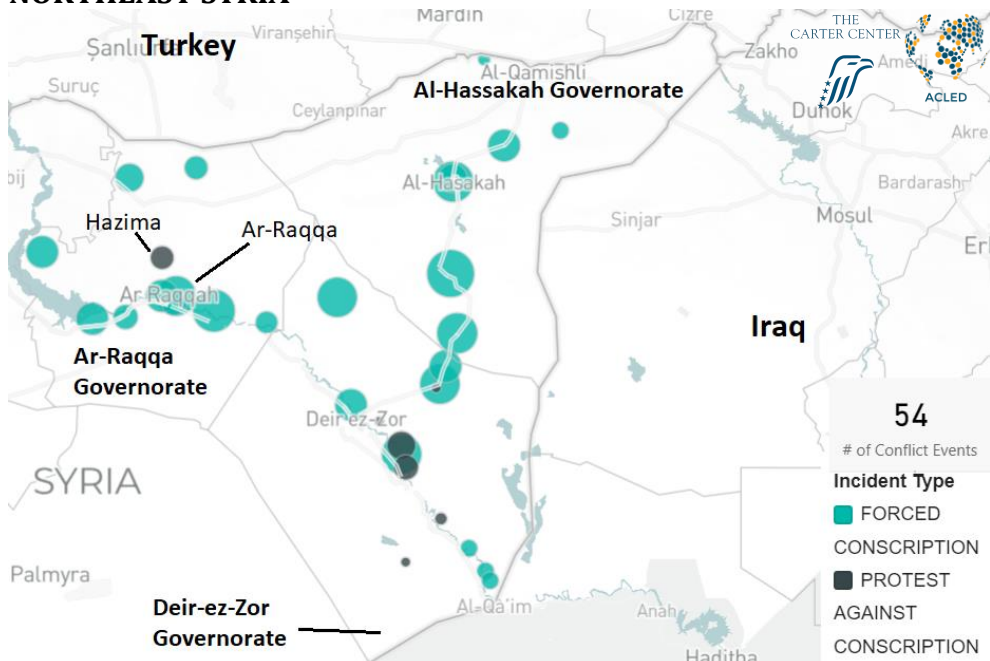 NORTHEAST SYRIA
Mardin
Cizre
THE
CARTER CENTER
Viranşehir
Turkey
Zakho
Amedi
Al-Qamishli
Suruç
Al-Hassakah Governorate
ACLED
Ceylanpınar
Duhok
Akre
Al-Hasakah
Bardarash
Sinjar
Mosul
Hazima
Ar-Raqqa
Ar Raqqah
Iraq
Ar-Raqqa
Governorate
54
# of Conflict Events
Deir ez-Zor
Incident Type
SYRIA
FORCED
CONSCRIPTION
PROTEST
AGAINST
CONSCRIPTION
Palmyra
Al-Qa'im
Anah
Deir-ez-Zor
Governorate
Haditha